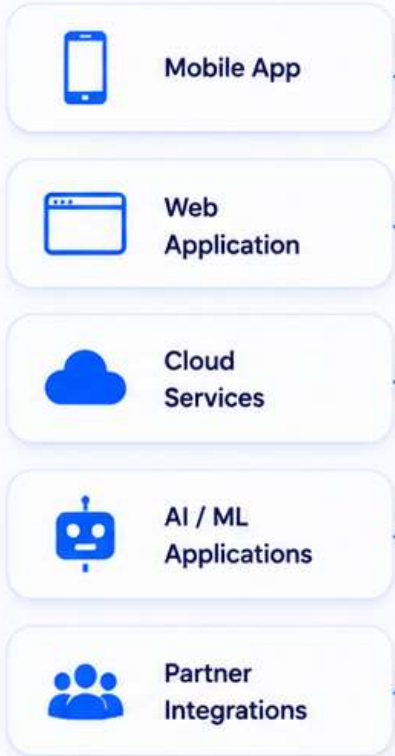 Mobile App
Web
Application
Cloud
Services
AI / ML
Applications
Partner
Integrations